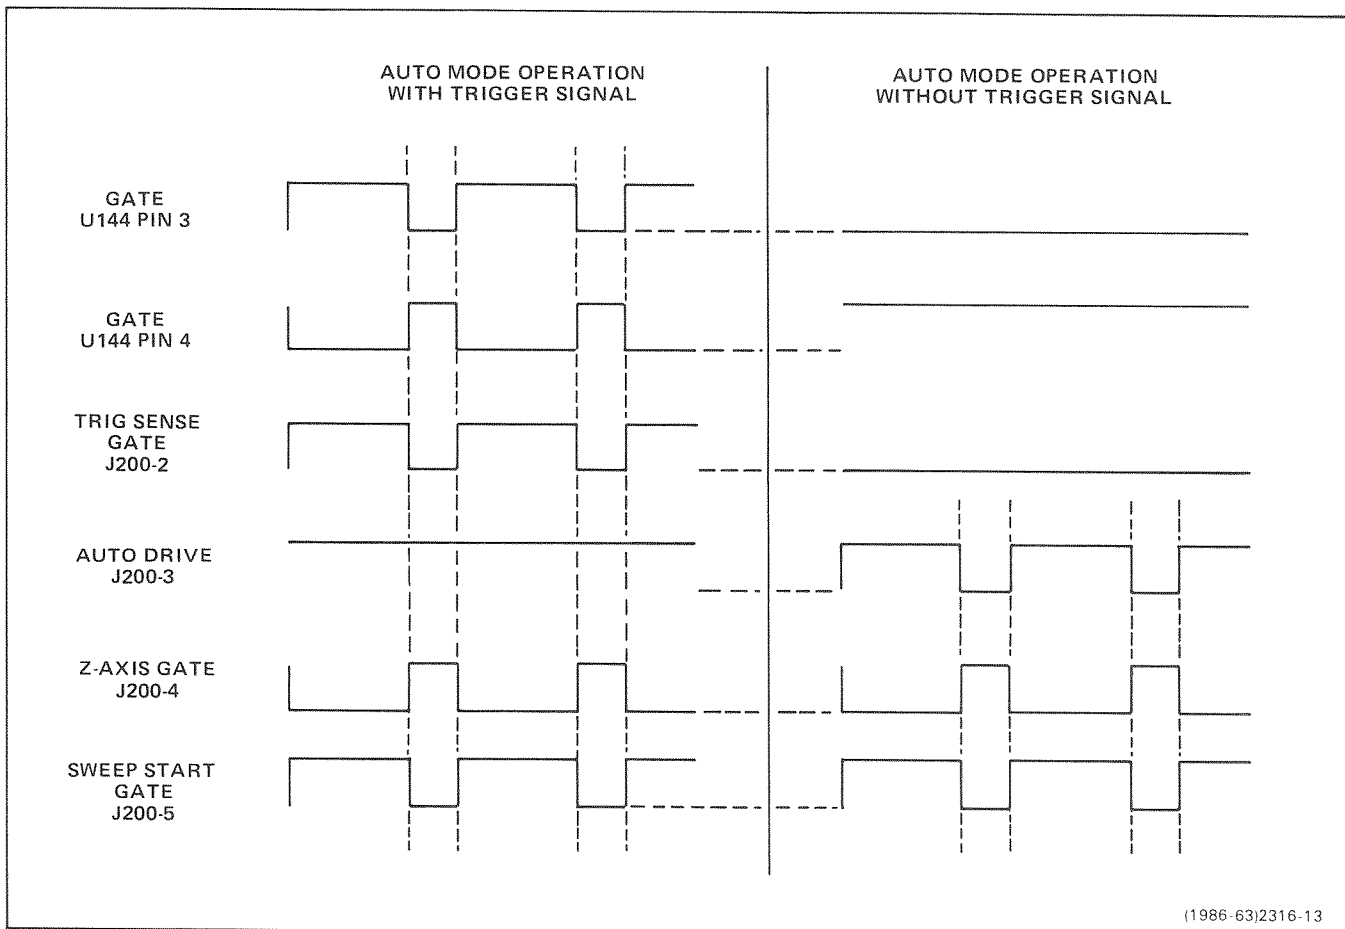 AUTO MODE OPERATION
WITH TRIGGER SIGNAL
AUTO MODE OPERATION
WITHOUT TRIGGER SIGNAL
GATE
U144 PIN 3
GATE
U144 PIN 4
TRIG SENSE
GATE
J200-2
AUTO DRIVE
J200-3
Z-AXIS GATE
J200-4
SWEEP START
GATE
J200-5
(1986-63)2316-13